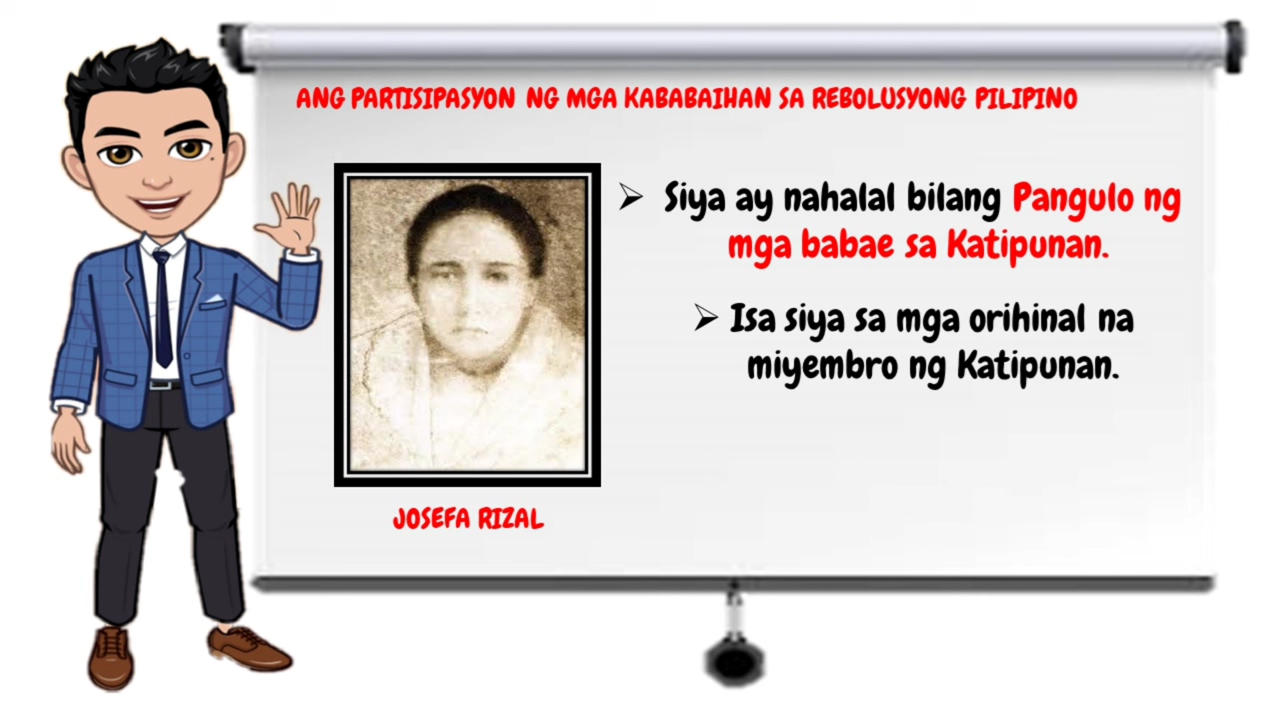 ANG PARTISIPASYON NG MGA KABABAIHAN SA REBOLUSYONG PILIPINO
➢ Siya ay nahalal bilang Pangulo ng
mga babae sa Katipunan.
➢ Isa siya sa mga orihinal na
miyembro ng Katipunan.
JOSEFA RIZAL